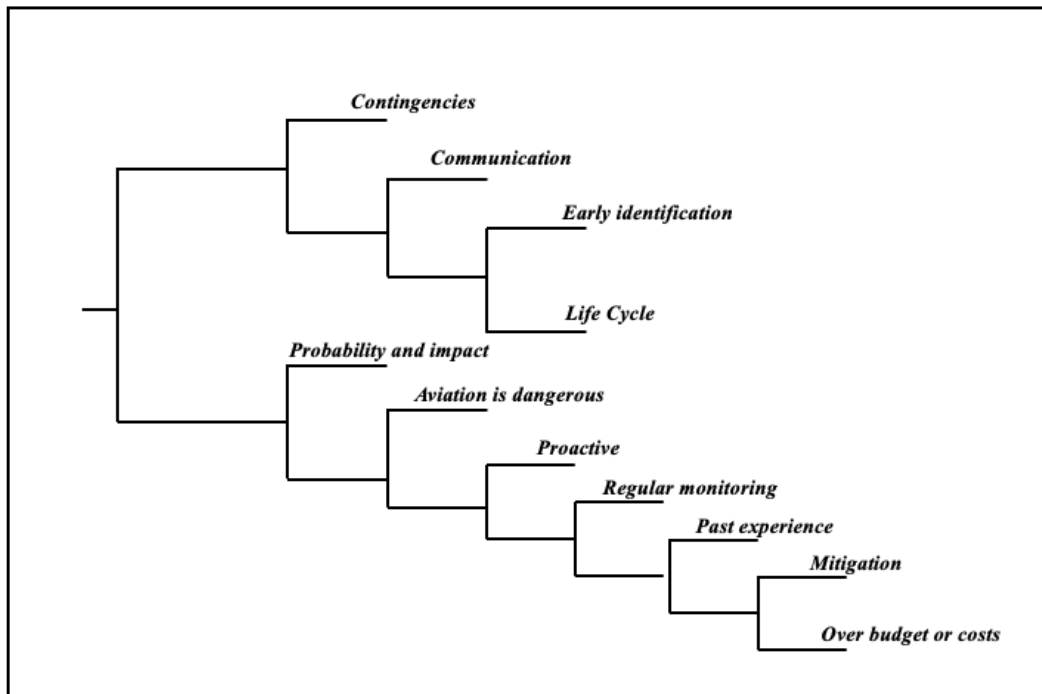 Contingencies
Communication
Early identification
Life Cycle
Probability and impact
Aviation is dangerous
Proactive
Regular monitoring
Past experience
Mitigation
Over budget or costs